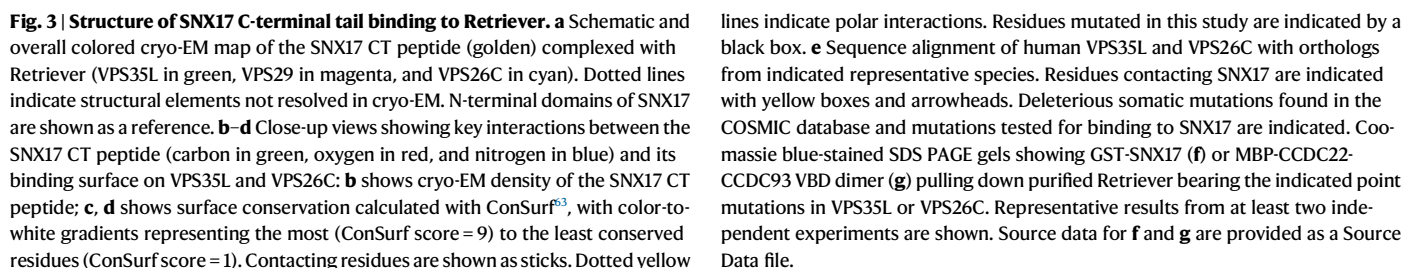 Fig. 3 | Structure of SNX17 C-terminal tail binding to Retriever. a Schematic and
overall colored cryo-EM map of the SNX17 CT peptide (golden) complexed with
Retriever (VPS35L in green, VPS29 in magenta, and VPS26C in cyan). Dotted lines
indicate structural elements not resolved in cryo-EM. N-terminal domains of SNX17
are shown as a reference. b–d Close-up views showing key interactions between the
SNX17 CT peptide (carbon in green, oxygen in red, and nitrogen in blue) and its
binding surface on VPS35L and VPS26C: b shows cryo-EM density of the SNX17 CT
peptide; c, d shows surface conservation calculated with ConSurf63, with color-to-
white gradients representing the most (ConSurf score = 9) to the least conserved
residues (ConSurf score = 1). Contacting residues are shown as sticks. Dotted yellow
lines indicate polar interactions. Residues mutated in this study are indicated by a
black box. e Sequence alignment of human VPS35L and VPS26C with orthologs
from indicated representative species. Residues contacting SNX17 are indicated
with yellow boxes and arrowheads. Deleterious somatic mutations found in the
COSMIC database and mutations tested for binding to SNX17 are indicated. Coo-
massie blue-stained SDS PAGE gels showing GST-SNX17 (f) or MBP-CCDC22-
CCDC93 VBD dimer (g) pulling down purified Retriever bearing the indicated point
mutations in VPS35L or VPS26C. Representative results from at least two inde-
pendent experiments are shown. Source data for f and g are provided as a Source
Data file.